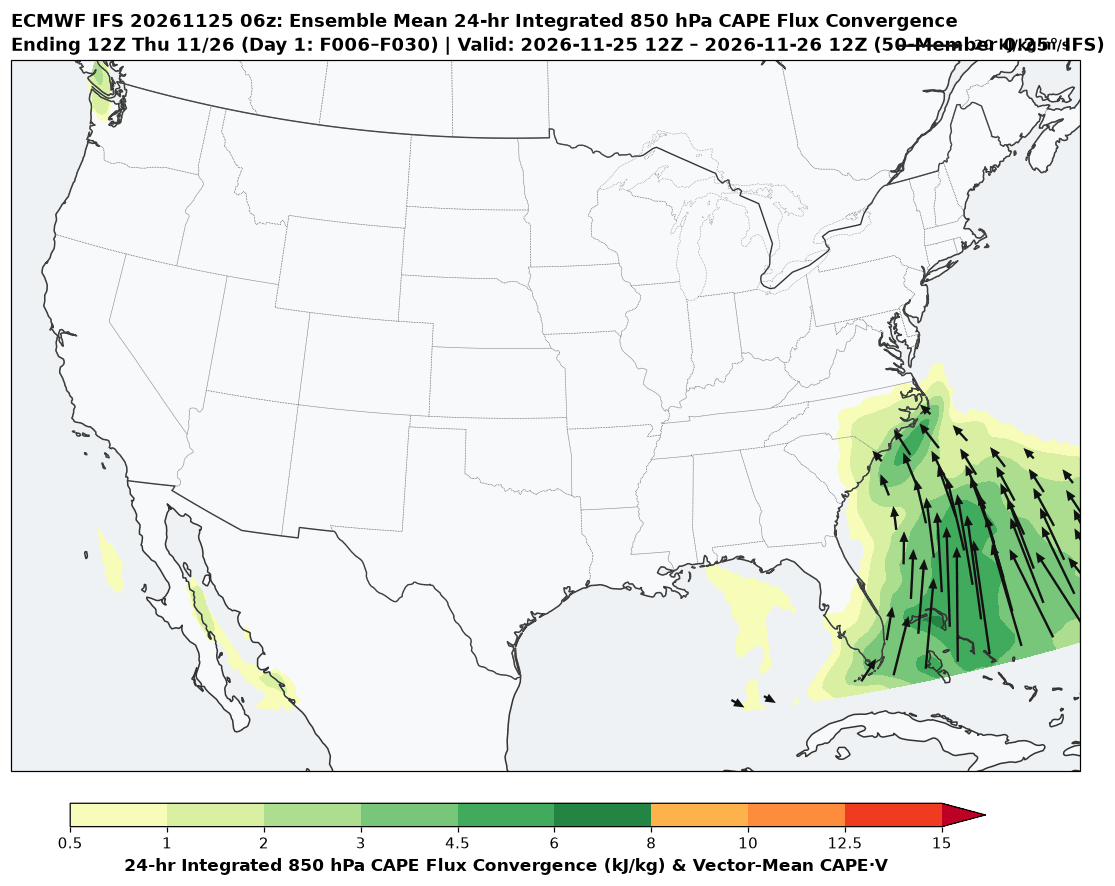 ECMWF IFS 20261125 06z: Ensemble Mean 24-hr Integrated 850 hPa CAPE Flux Convergence
Ending 12Z Thu 11/26 (Day 1: F006–F030) | Valid: 2026-11-25 12Z – 2026-11-26 12Z (50-Member 0.25° IFS)
0.5 1 2 3 4.5 6 8 10 12.5 15
24-hr Integrated 850 hPa CAPE Flux Convergence (kJ/kg) & Vector-Mean CAPE·V